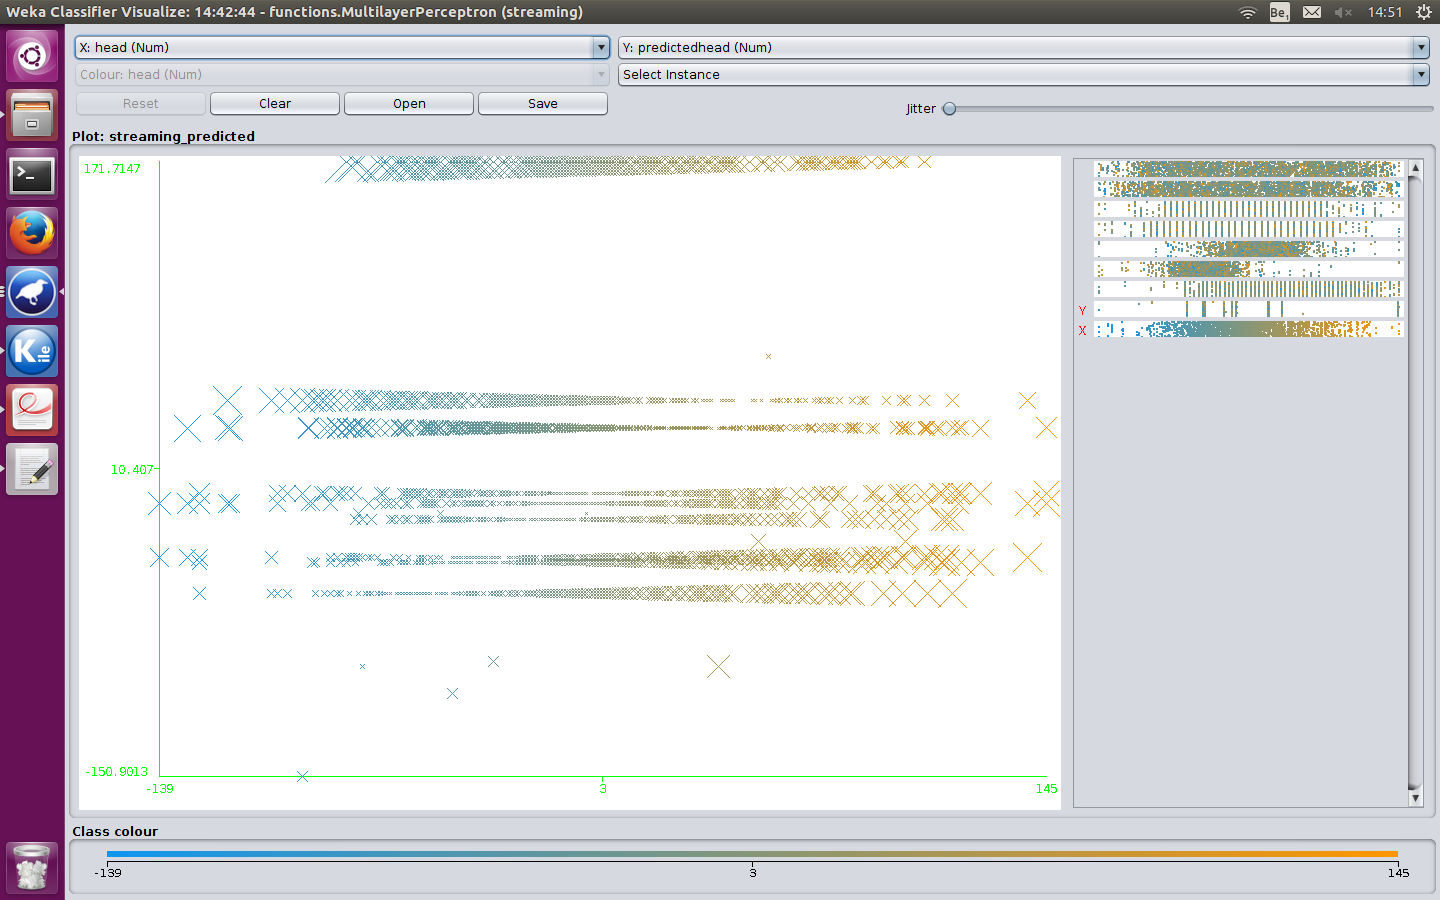 Weka Classifier Visualize: 14:42:44 - functions.MultilayerPerceptron (streaming)
Be1
14:51
X: head (Num)
Y: predictedhead (Num)
Colour: head (Num)
Select Instance
Reset
Clear
Open
Save
Jitter
Plot: streaming_predicted
171.7147
10.407
-150.9013
-139
3
145
Y
X
Class colour
-139
3
145